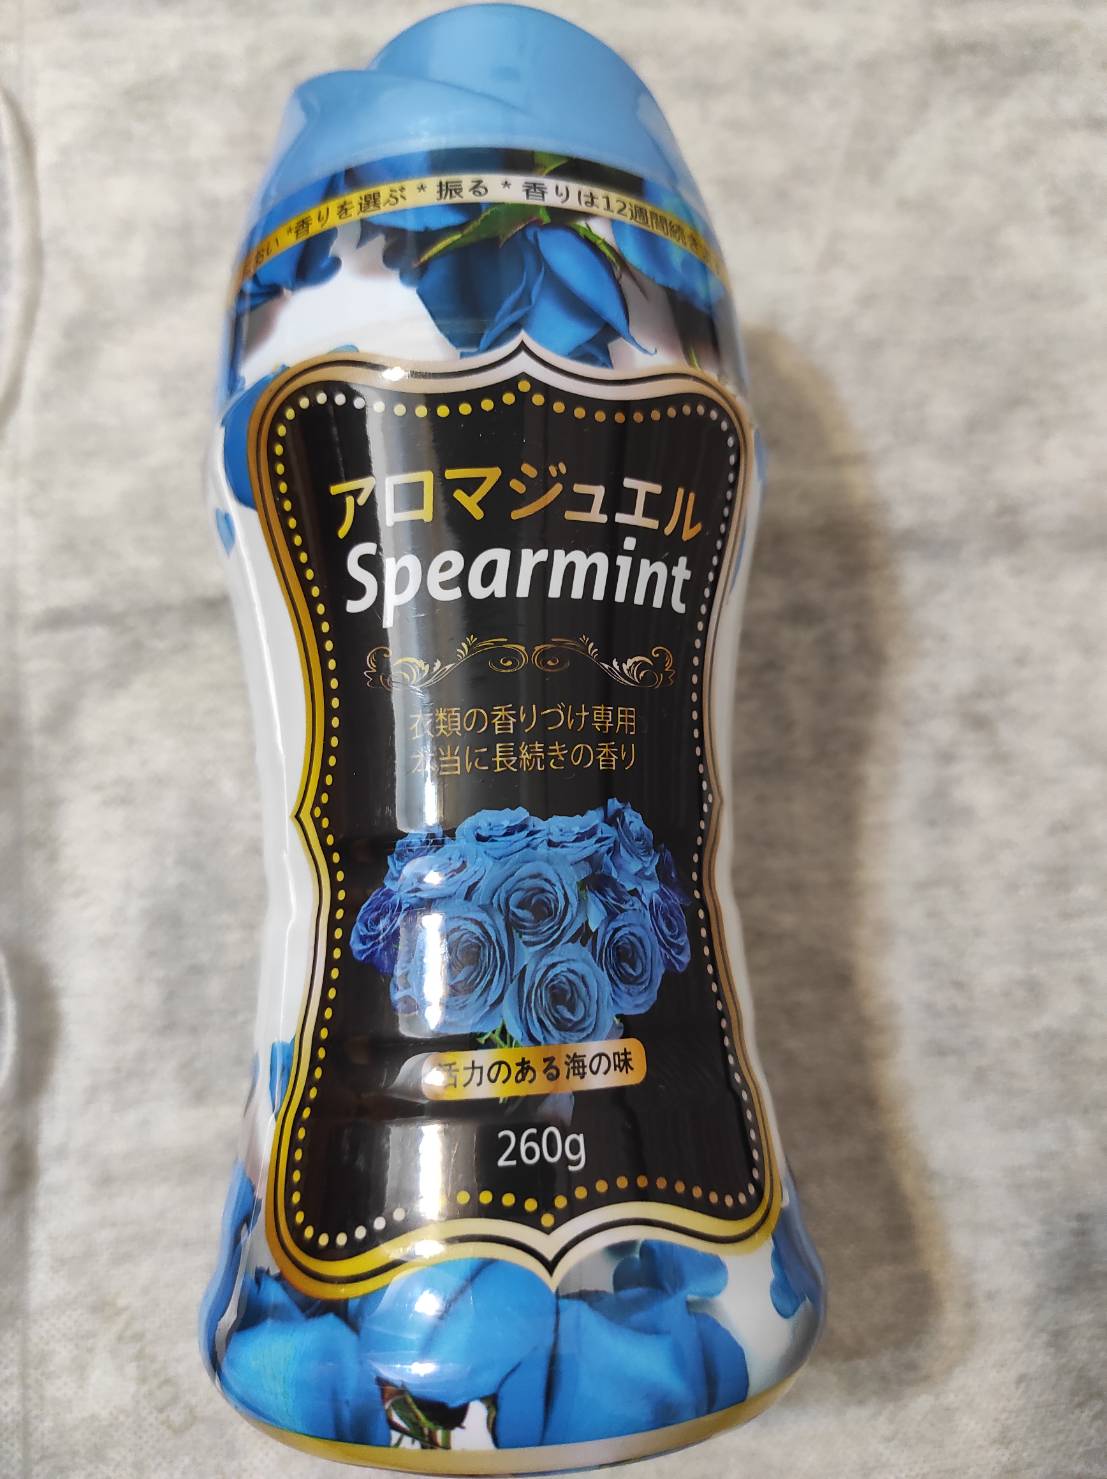 *香りを選ぶ * 振る * 香りは12週間続き
アロマジュエル
Spearmint
衣類の香りづけ専用
本当に長続きの香り
活力のある海の味
260g